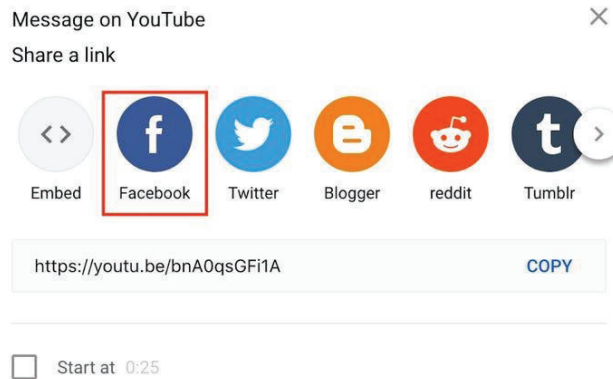 Message on YouTube
Share a link
Embed
Facebook
Twitter
Blogger
reddit
Tumblr
https://youtu.be/bnA0qsGFi1A
COPY
Start at 0:25